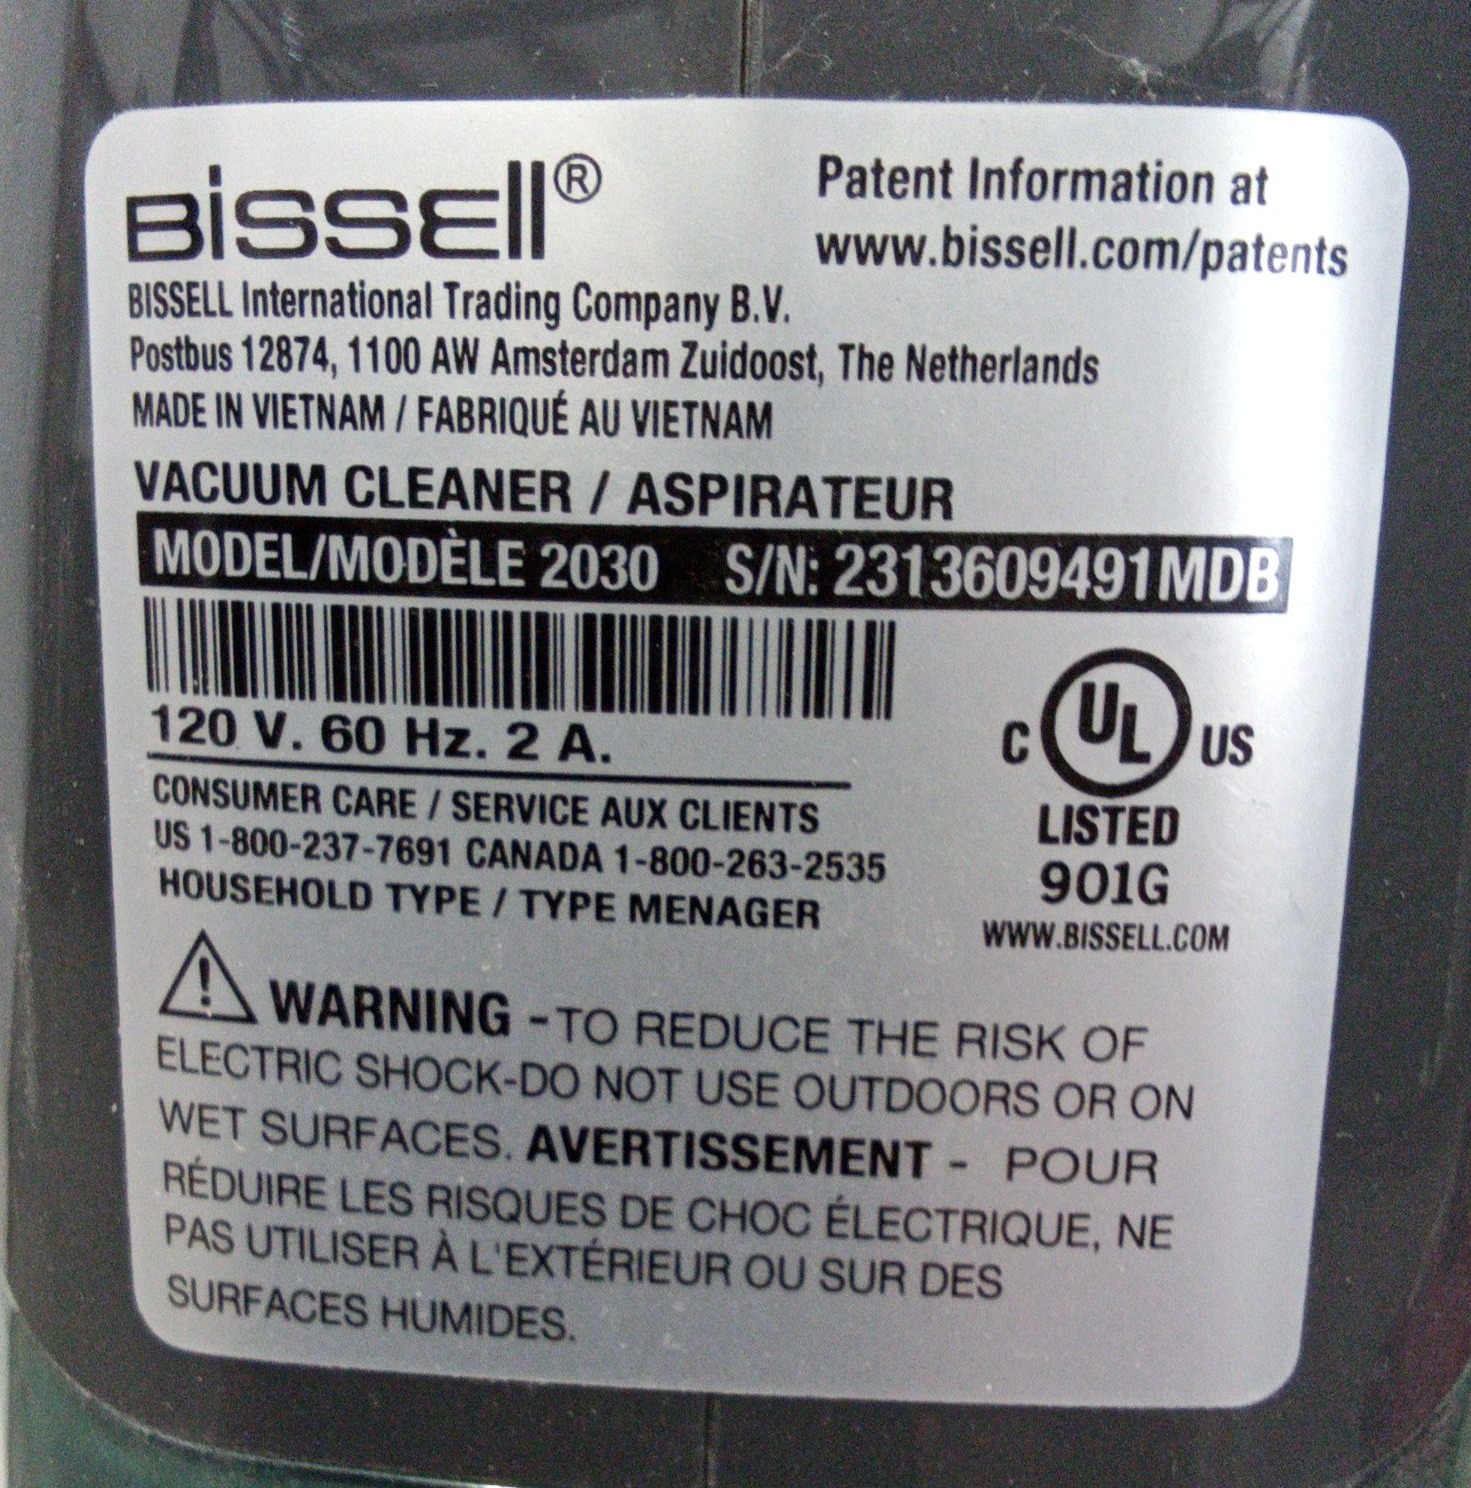 Bissell®
Patent Information at
www.bissell.com/patents
BISSELL International Trading Company B.V.
Postbus 12874, 1100 AW Amsterdam Zuidoost, The Netherlands
MADE IN VIETNAM / FABRIQUÉ AU VIETNAM
VACUUM CLEANER / ASPIRATEUR
MODEL/MODÈLE 2030 S/N: 2313609491MDB
120 V. 60 Hz. 2 A.
C UL US
LISTED
901G
WWW.BISSELL.COM
CONSUMER CARE / SERVICE AUX CLIENTS
US 1-800-237-7691 CANADA 1-800-263-2535
HOUSEHOLD TYPE / TYPE MENAGER
WARNING - TO REDUCE THE RISK OF
ELECTRIC SHOCK-DO NOT USE OUTDOORS OR ON
WET SURFACES. AVERTISSEMENT - POUR
RÉDUIRE LES RISQUES DE CHOC ÉLECTRIQUE, NE
PAS UTILISER À L'EXTÉRIEUR OU SUR DES
SURFACES HUMIDES.